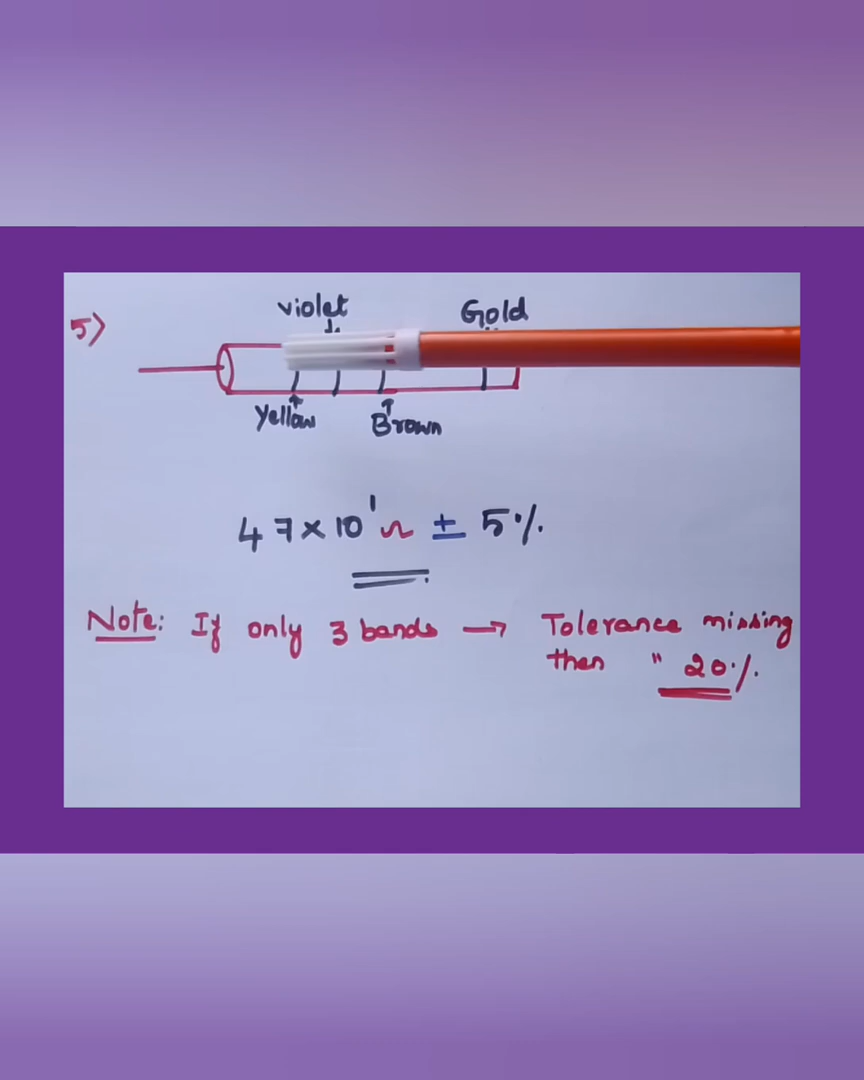 5)
violet
Gold
Yellow
Brown
47×10¹ Ω ± 5%
Note: If only 3 bands → Tolerance missing
then " 20%.